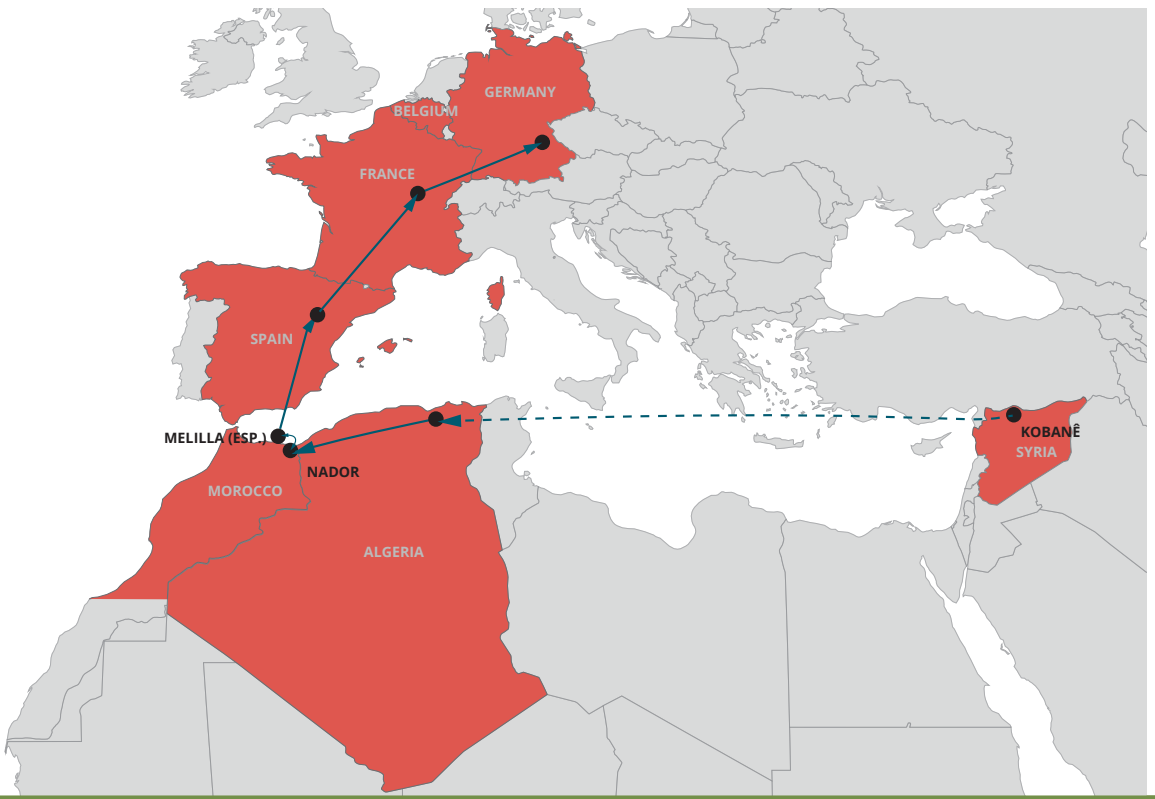 GERMANY
BELGIUM
FRANCE
SPAIN
MELILLA (ESP.)
KOBANÊ
SYRIA
NADOR
MOROCCO
ALGERIA